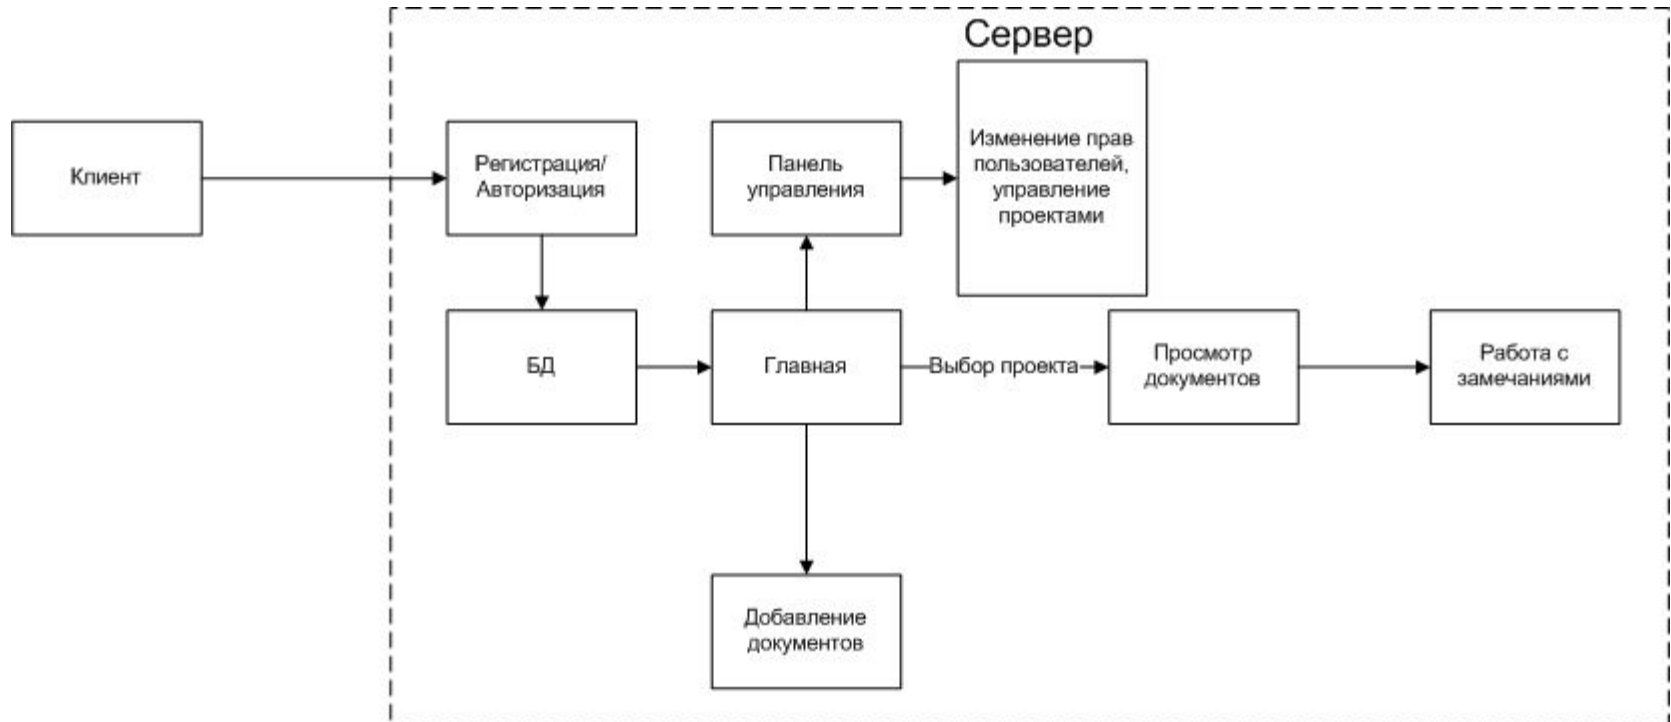 Сервер
Клиент
Регистрация/
Авторизация
Панель
управления
Изменение прав
пользователей,
управление
проектами
БД
Главная
Выбор проекта
Просмотр
документов
Работа с
замечаниями
Добавление
документов